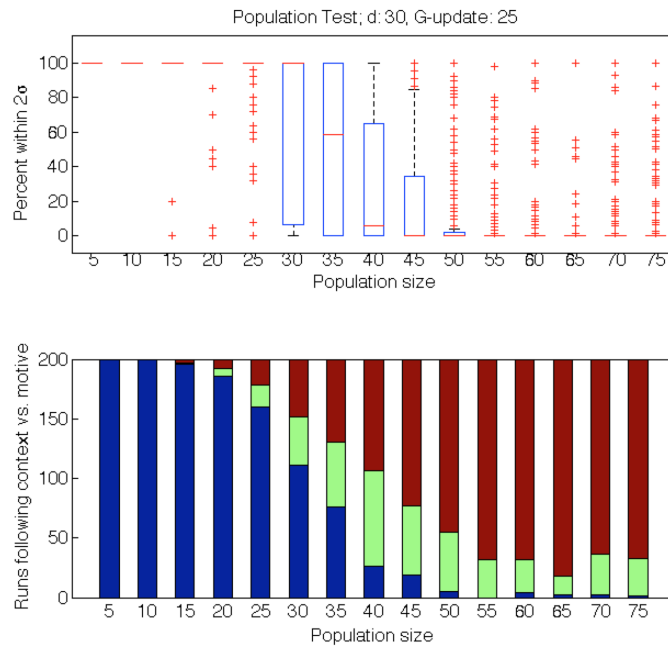 Population Test; d: 30, G-update: 25
Percent within 2σ
100
80
60
40
20
0
5 10 15 20 25 30 35 40 45 50 55 60 65 70 75
Population size
Runs following context vs. motive
200
150
100
50
0
5 10 15 20 25 30 35 40 45 50 55 60 65 70 75
Population size